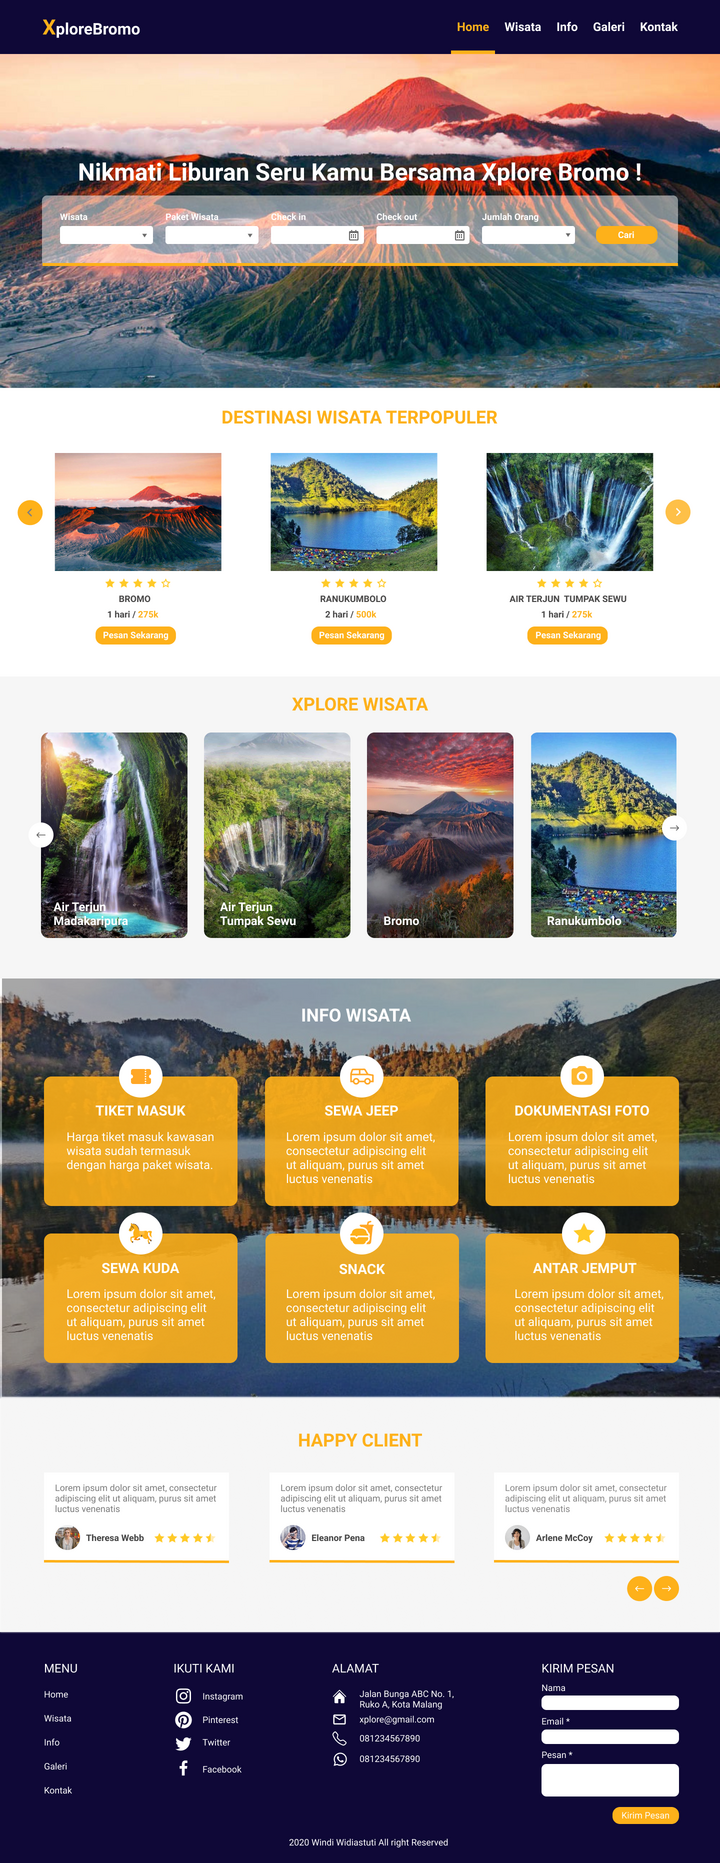 XploreBromo
Home Wisata Info Galeri Kontak
Nikmati Liburan Seru Kamu Bersama Xplore Bromo !
Wisata Paket Wisata Check in Check out Jumlah Orang
Cari
DESTINASI WISATA TERPOPULER
BROMO
1 hari / 275k
Pesan Sekarang
RANUKUMBOLO
2 hari / 500k
Pesan Sekarang
AIR TERJUN TUMPAK SEWU
1 hari / 275k
Pesan Sekarang
XPLORE WISATA
Air Terjun
Madakaripura
Air Terjun
Tumpak Sewu
Bromo
Ranukumbolo
INFO WISATA
TIKET MASUK
Harga tiket masuk kawasan
wisata sudah termasuk
dengan harga paket wisata.
SEWA JEEP
Lorem ipsum dolor sit amet,
consectetur adipiscing elit
ut aliquam, purus sit amet
luctus venenatis
DOKUMENTASI FOTO
Lorem ipsum dolor sit amet,
consectetur adipiscing elit
ut aliquam, purus sit amet
luctus venenatis
SEWA KUDA
Lorem ipsum dolor sit amet,
consectetur adipiscing elit
ut aliquam, purus sit amet
luctus venenatis
SNACK
Lorem ipsum dolor sit amet,
consectetur adipiscing elit
ut aliquam, purus sit amet
luctus venenatis
ANTAR JEMPUT
Lorem ipsum dolor sit amet,
consectetur adipiscing elit
ut aliquam, purus sit amet
luctus venenatis
HAPPY CLIENT
Lorem ipsum dolor sit amet, consectetur
adipiscing elit ut aliquam, purus sit amet
luctus venenatis
Theresa Webb
Lorem ipsum dolor sit amet, consectetur
adipiscing elit ut aliquam, purus sit amet
luctus venenatis
Eleanor Pena
Lorem ipsum dolor sit amet, consectetur
adipiscing elit ut aliquam, purus sit amet
luctus venenatis
Arlene McCoy
MENU
Home
Wisata
Info
Galeri
Kontak
IKUTI KAMI
Instagram
Pinterest
Twitter
Facebook
ALAMAT
Jalan Bunga ABC No. 1,
Ruko A, Kota Malang
xplore@gmail.com
081234567890
081234567890
KIRIM PESAN
Nama
Email *
Pesan *
Kirim Pesan
2020 Windi Widiastuti All right Reserved